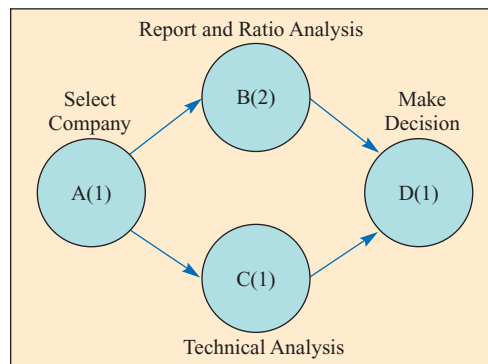 Report and Ratio Analysis
B(2)
Select
Company
A(1)
Make
Decision
D(1)
C(1)
Technical Analysis